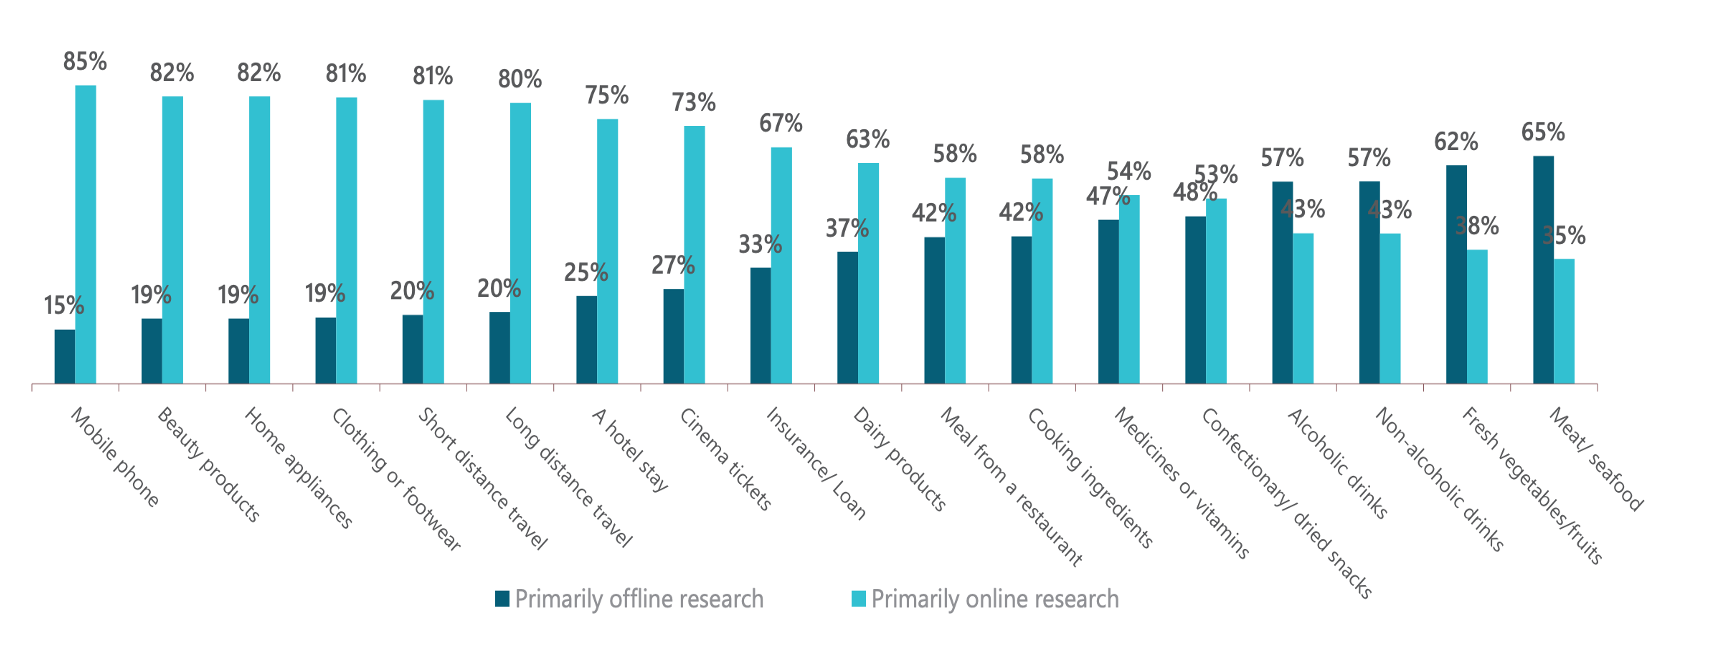 85%
82%
82%
81%
81%
80%
75%
73%
67%
63%
58%
58%
54%
53%
57%
57%
62%
65%
15%
19%
19%
19%
20%
20%
25%
27%
33%
37%
42%
42%
47%
48%
43%
43%
38%
35%
Mobile phone
Beauty products
Home appliances
Clothing or footwear
Short distance travel
Long distance travel
A hotel stay
Cinema tickets
Insurance/ Loan
Dairy products
Meal from a restaurant
Cooking ingredients
Medicines or vitamins
Confectionary/ dried snacks
Alcoholic drinks
Non-alcoholic drinks
Fresh vegetables/fruits
Meat/ seafood
Primarily offline research
Primarily online research